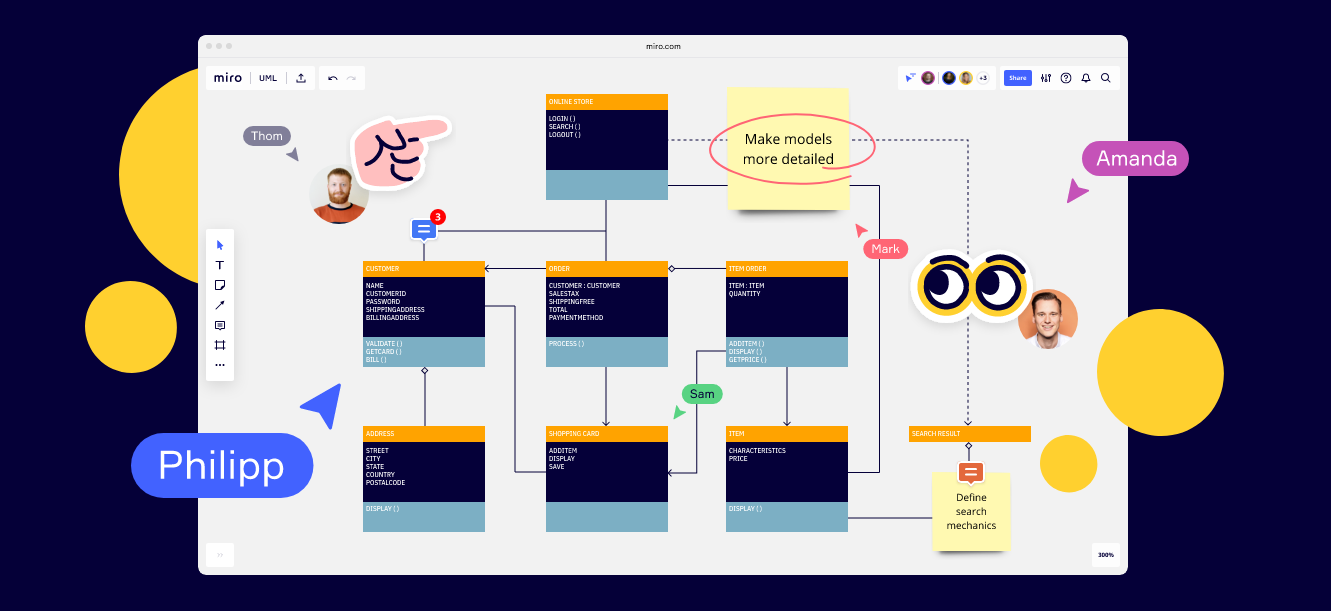 miro.com
miro
UML
+3
Share
Thom
Amanda
Mark
Sam
Philipp
3
Make models
more detailed
ONLINE STORE
LOGIN()
SEARCH()
LOGOUT()
CUSTOMER
NAME
CUSTOMERID
PASSWORD
SHIPPINGADDRESS
BILLINGADDRESS
VALIDATE()
GETCARD()
BILL()
ORDER
CUSTOMER : CUSTOMER
SALESTAX
SHIPPINGFREE
TOTAL
PAYMENTMETHOD
PROCESS()
ITEM ORDER
ITEM : ITEM
QUANTITY
ADDITEM()
DISPLAY()
GETPRICE()
ADDRESS
STREET
CITY
STATE
COUNTRY
POSTALCODE
DISPLAY()
SHOPPING CARD
ADDITEM
DISPLAY
SAVE
ITEM
CHARACTERISTICS
PRICE
DISPLAY()
SEARCH RESULT
Define
search
mechanics
300%